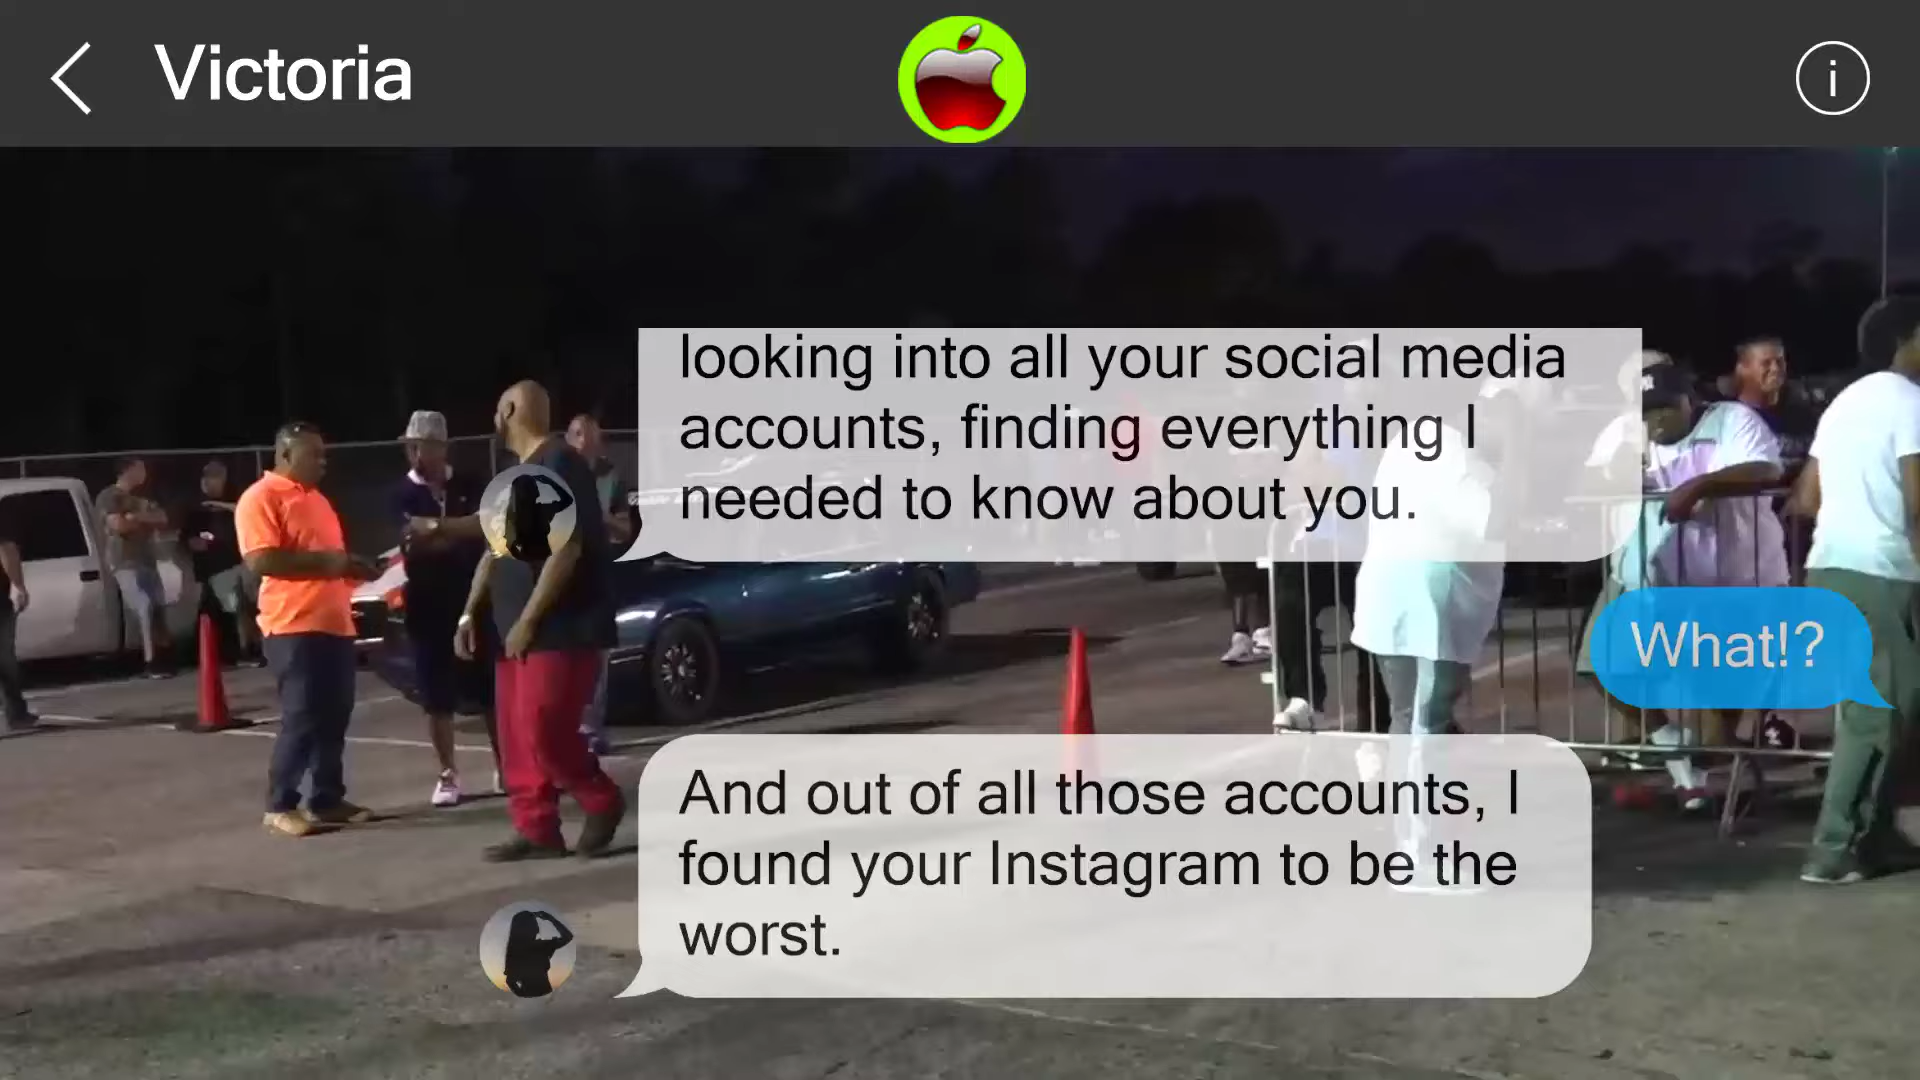 Victoria
i
looking into all your social media
accounts, finding everything I
needed to know about you.
What!?
And out of all those accounts, I
found your Instagram to be the
worst.